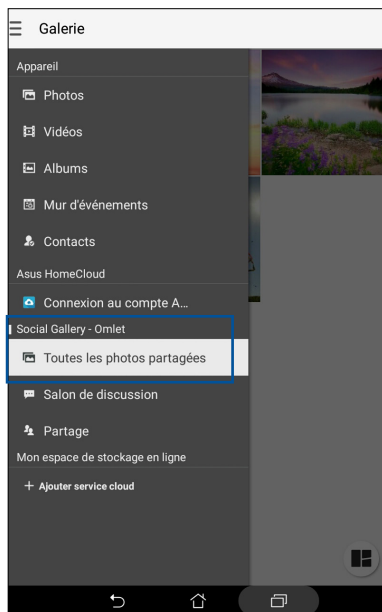 Galerie
Appareil
Photos
Vidéos
Albums
Mur d'événements
Contacts
Asus HomeCloud
Connexion au compte A...
Social Gallery - Omlet
Toutes les photos partagées
Salon de discussion
Partage
Mon espace de stockage en ligne
+ Ajouter service cloud